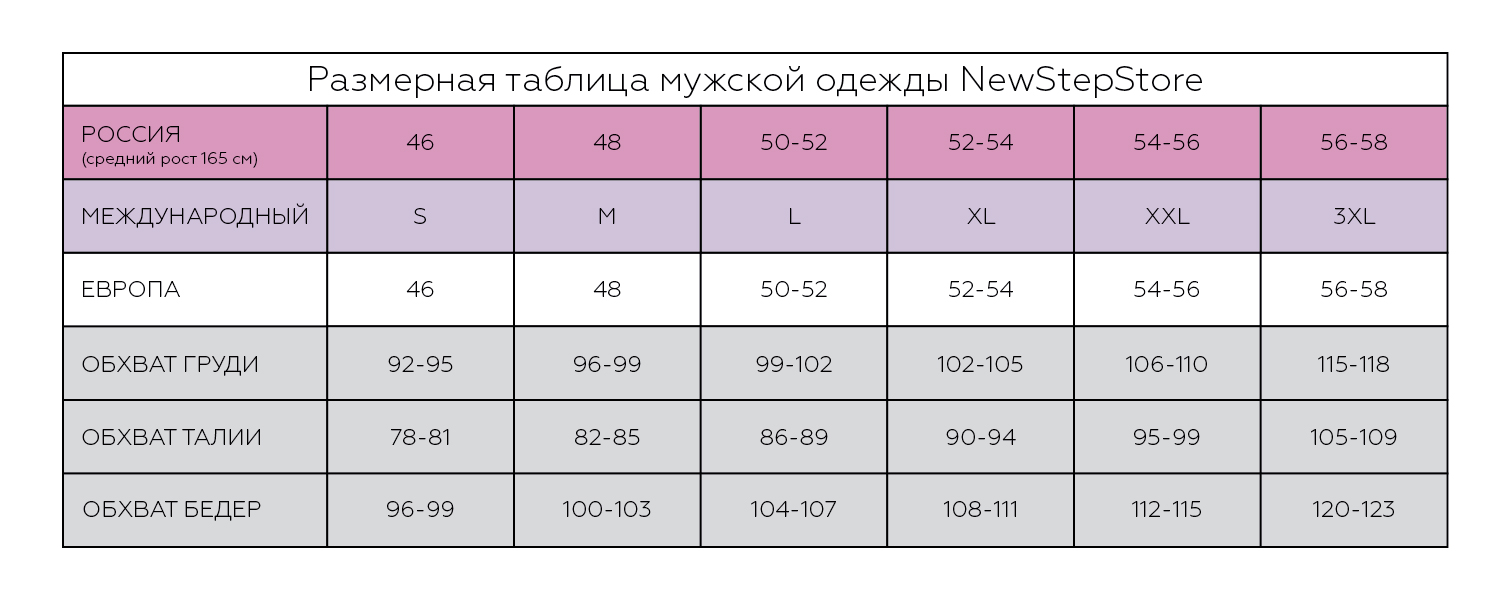 Размерная таблица мужской одежды NewStepStore
РОССИЯ 46 48 50-52 52-54 54-56 56-58
(средний рост 165 см)
МЕЖДУНАРОДНЫЙ S M L XL XXL 3XL
ЕВРОПА 46 48 50-52 52-54 54-56 56-58
ОБХВАТ ГРУДИ 92-95 96-99 99-102 102-105 106-110 115-118
ОБХВАТ ТАЛИИ 78-81 82-85 86-89 90-94 95-99 105-109
ОБХВАТ БЕДЕР 96-99 100-103 104-107 108-111 112-115 120-123